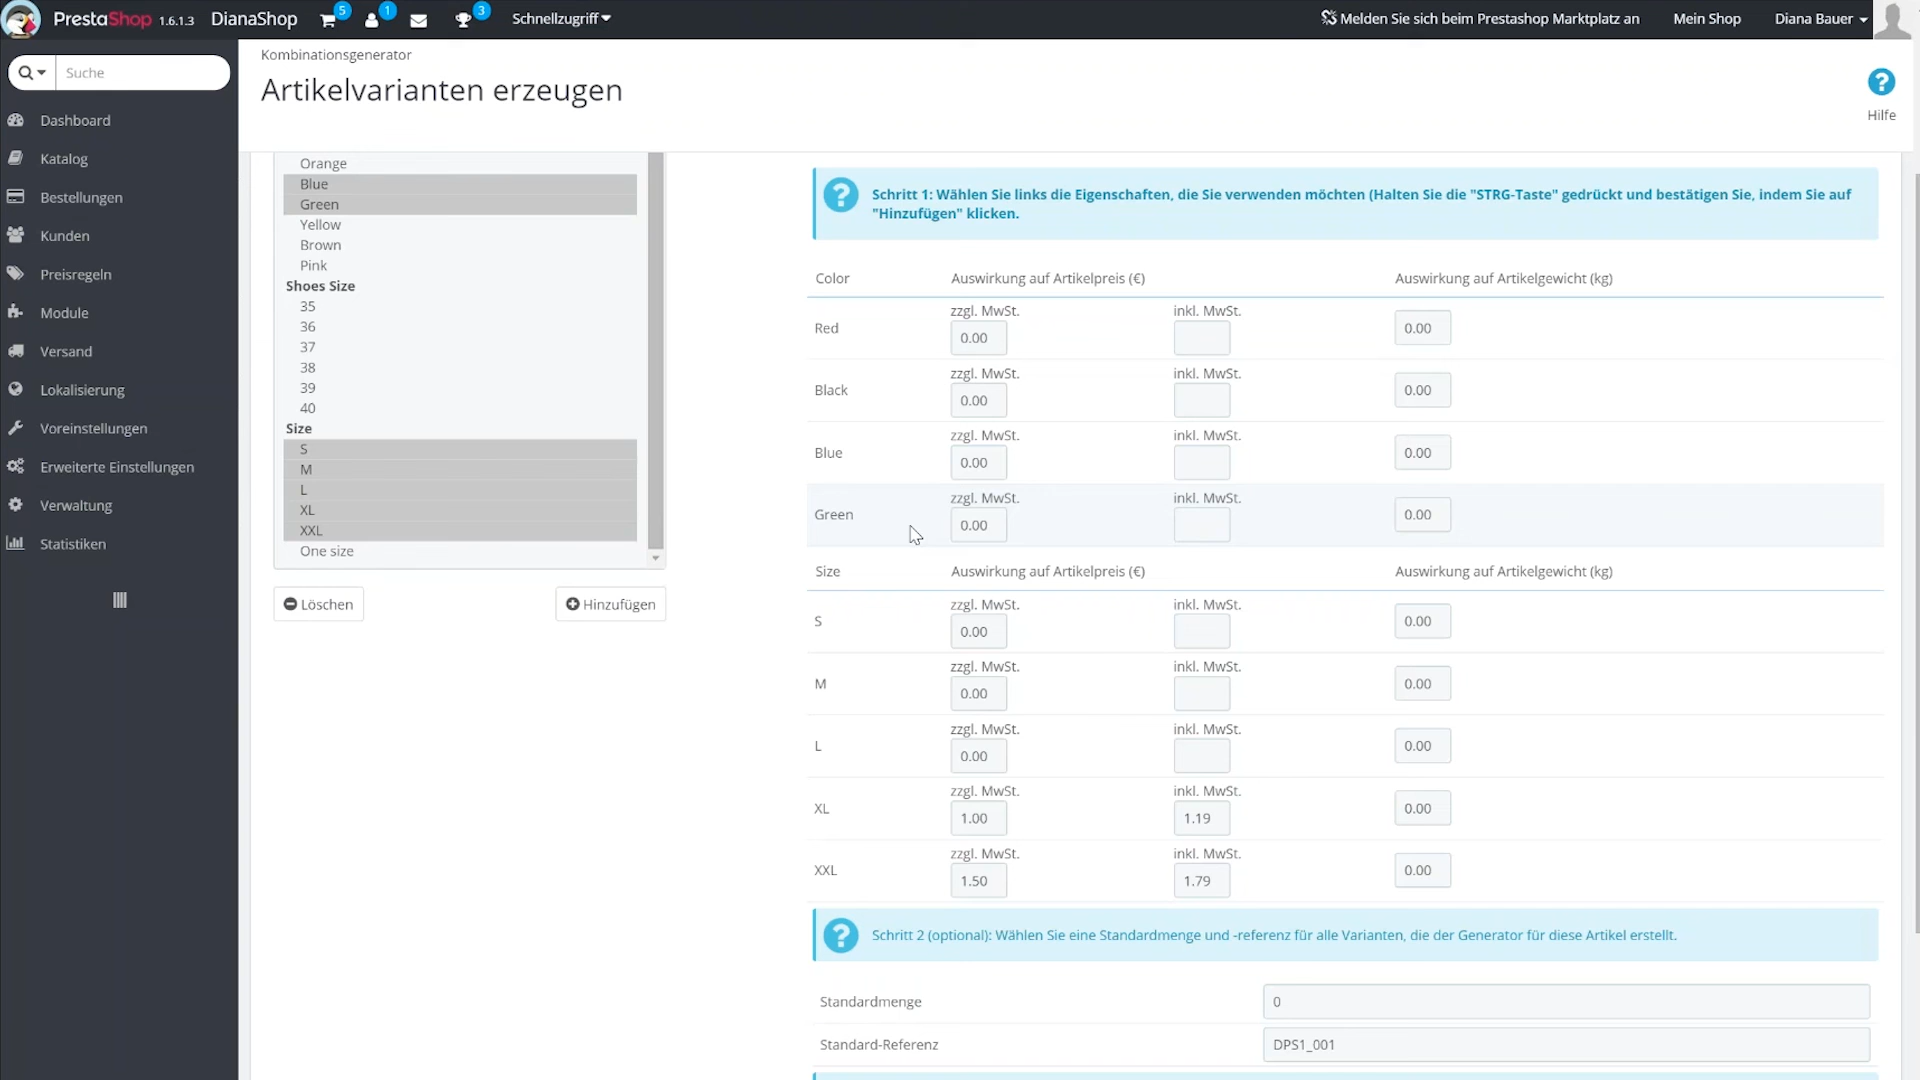 PrestaShop 1.6.1.3 DianaShop 5 1 3 Schnellzugriff Melden Sie sich beim Prestashop Marktplatz an Mein Shop Diana Bauer
Suche
Dashboard
Katalog
Bestellungen
Kunden
Preisregeln
Module
Versand
Lokalisierung
Voreinstellungen
Erweiterte Einstellungen
Verwaltung
Statistiken
Kombinationsgenerator
Artikelvarianten erzeugen
Hilfe
Orange
Blue
Green
Yellow
Brown
Pink
Shoes Size
35
36
37
38
39
40
Size
S
M
L
XL
XXL
One size
Löschen Hinzufügen
Schritt 1: Wählen Sie links die Eigenschaften, die Sie verwenden möchten (Halten Sie die "STRG-Taste" gedrückt und bestätigen Sie, indem Sie auf
"Hinzufügen" klicken.
Color Auswirkung auf Artikelpreis (€) Auswirkung auf Artikelgewicht (kg)
zzgl. MwSt. inkl. MwSt.
Red 0.00 0.00
zzgl. MwSt. inkl. MwSt.
Black 0.00 0.00
zzgl. MwSt. inkl. MwSt.
Blue 0.00 0.00
zzgl. MwSt. inkl. MwSt.
Green 0.00 0.00
Size Auswirkung auf Artikelpreis (€) Auswirkung auf Artikelgewicht (kg)
zzgl. MwSt. inkl. MwSt.
S 0.00 0.00
zzgl. MwSt. inkl. MwSt.
M 0.00 0.00
zzgl. MwSt. inkl. MwSt.
L 0.00 0.00
zzgl. MwSt. inkl. MwSt.
XL 1.00 1.19 0.00
zzgl. MwSt. inkl. MwSt.
XXL 1.50 1.79 0.00
Schritt 2 (optional): Wählen Sie eine Standardmenge und -referenz für alle Varianten, die der Generator für diese Artikel erstellt.
Standardmenge 0
Standard-Referenz DPS1_001